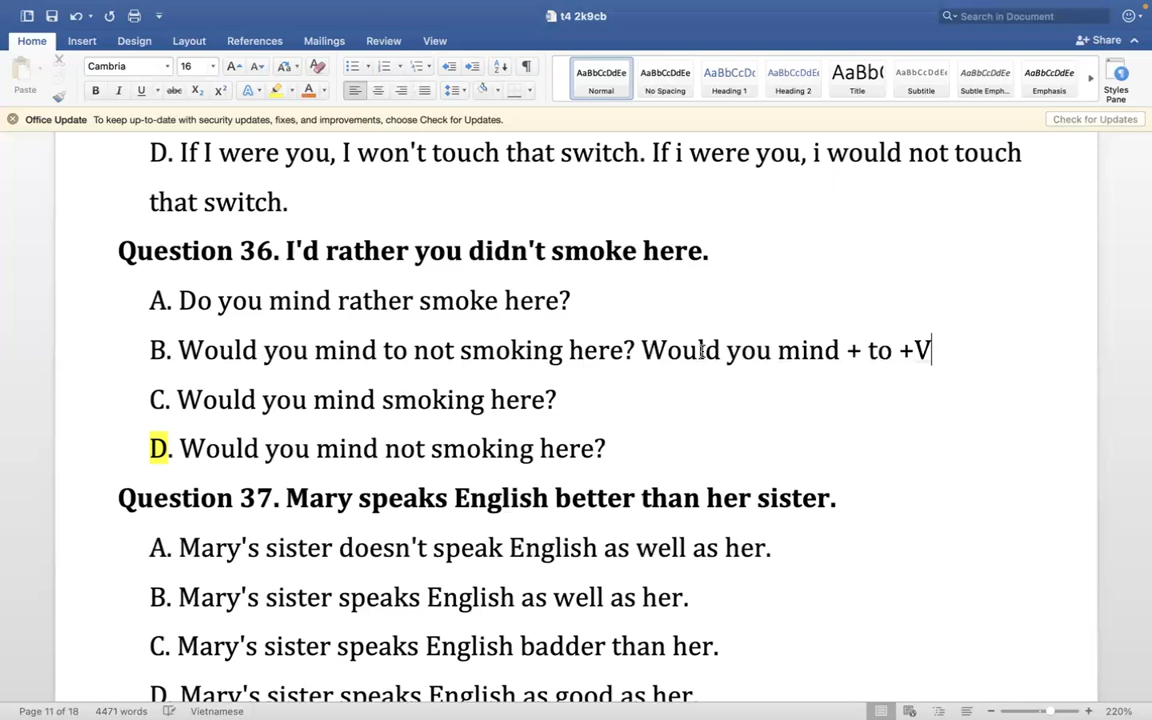 t4 2k9cb
Search in Document
Home Insert Design Layout References Mailings Review View
Share
Paste
Cambria 16
B I U abc X₂ X² A A
AaBbCcDdEe AaBbCcDdEe AaBbCcDc AaBbCcDdEe AaBb( AaBbCcDdEe AaBbCcDdEe AaBbCcDdEe
Normal No Spacing Heading 1 Heading 2 Title Subtitle Subtle Emph... Emphasis
Styles Pane
Office Update To keep up-to-date with security updates, fixes, and improvements, choose Check for Updates. Check for Updates
D. If I were you, I won't touch that switch. If i were you, i would not touch
that switch.
Question 36. I'd rather you didn't smoke here.
A. Do you mind rather smoke here?
B. Would you mind to not smoking here? Would you mind + to +V
C. Would you mind smoking here?
D. Would you mind not smoking here?
Question 37. Mary speaks English better than her sister.
A. Mary's sister doesn't speak English as well as her.
B. Mary's sister speaks English as well as her.
C. Mary's sister speaks English badder than her.
D. Mary's sister speaks English as good as her.
Page 11 of 18 4471 words Vietnamese 220%